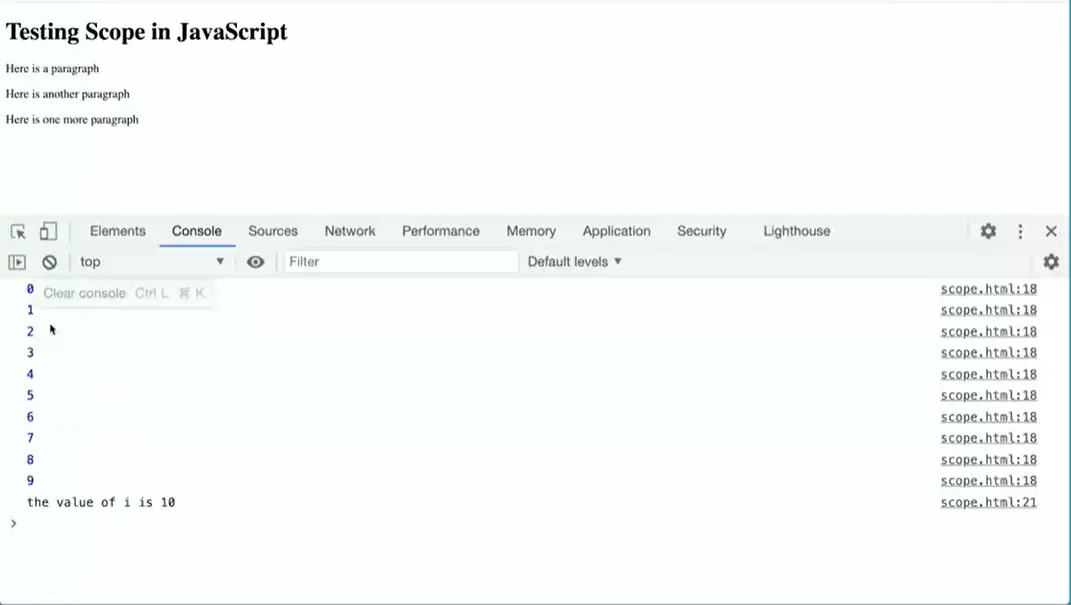 Testing Scope in JavaScript
Here is a paragraph
Here is another paragraph
Here is one more paragraph
Elements Console Sources Network Performance Memory Application Security Lighthouse
top Filter Default levels
0 scope.html:18
Clear console Ctrl L ⌘ K
1 scope.html:18
2 scope.html:18
3 scope.html:18
4 scope.html:18
5 scope.html:18
6 scope.html:18
7 scope.html:18
8 scope.html:18
9 scope.html:18
the value of i is 10 scope.html:21
>